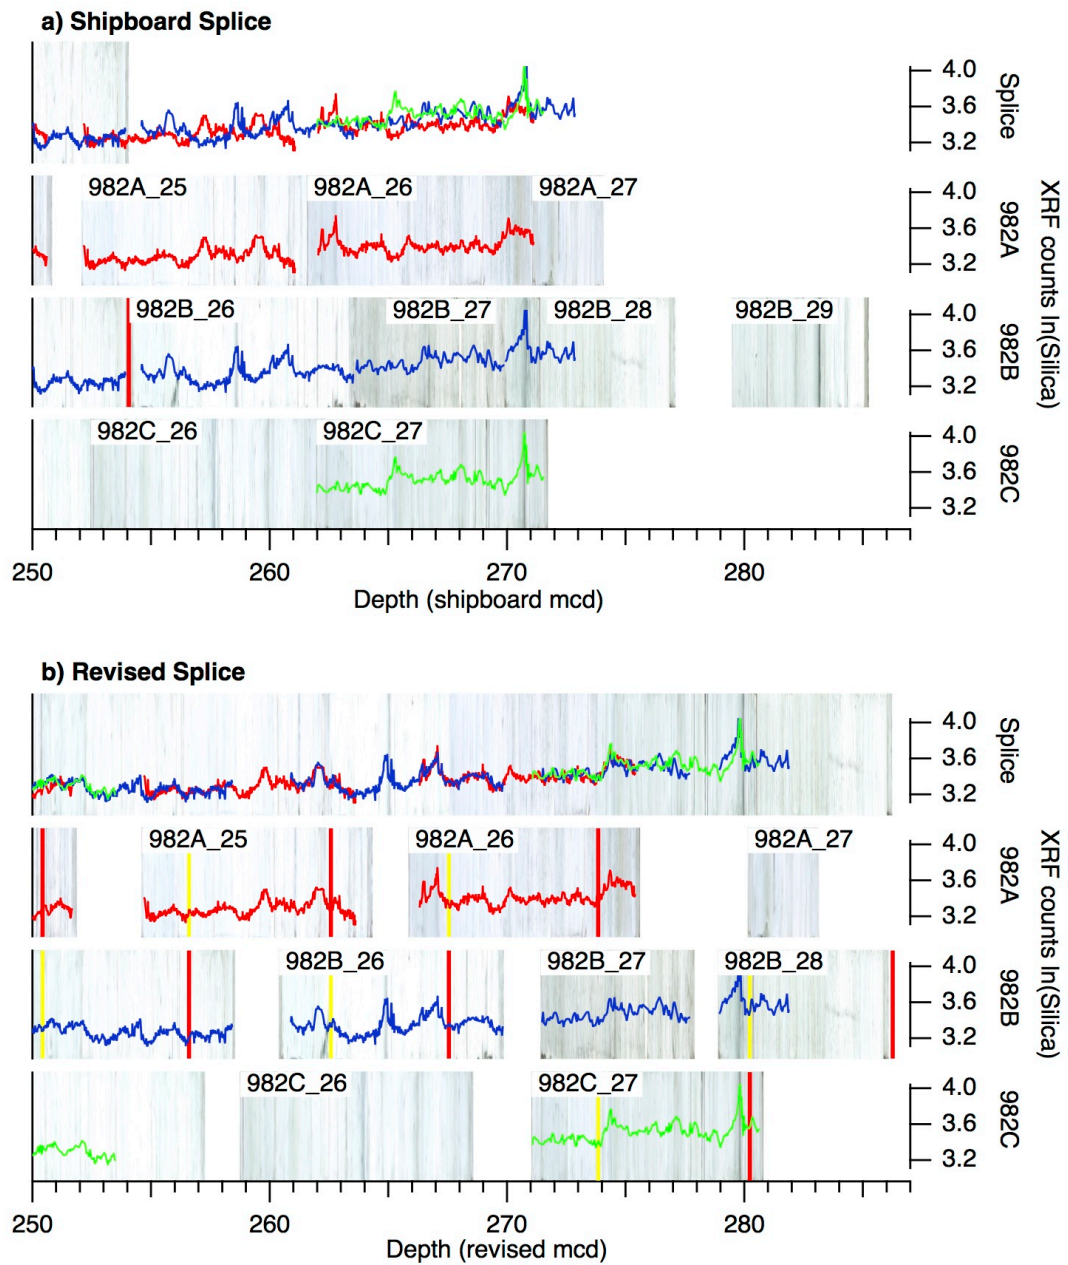 a) Shipboard Splice
4.0
3.6
3.2
Splice
982A_25
982A_26
982A_27
4.0
3.6
3.2
982A
982B_26
982B_27
982B_28
982B_29
4.0
3.6
3.2
982B
982C_26
982C_27
4.0
3.6
3.2
982C
XRF counts ln(Silica)
250
260
270
280
Depth (shipboard mcd)
b) Revised Splice
4.0
3.6
3.2
Splice
982A_25
982A_26
982A_27
4.0
3.6
3.2
982A
982B_26
982B_27
982B_28
4.0
3.6
3.2
982B
982C_26
982C_27
4.0
3.6
3.2
982C
XRF counts ln(Silica)
250
260
270
280
Depth (revised mcd)